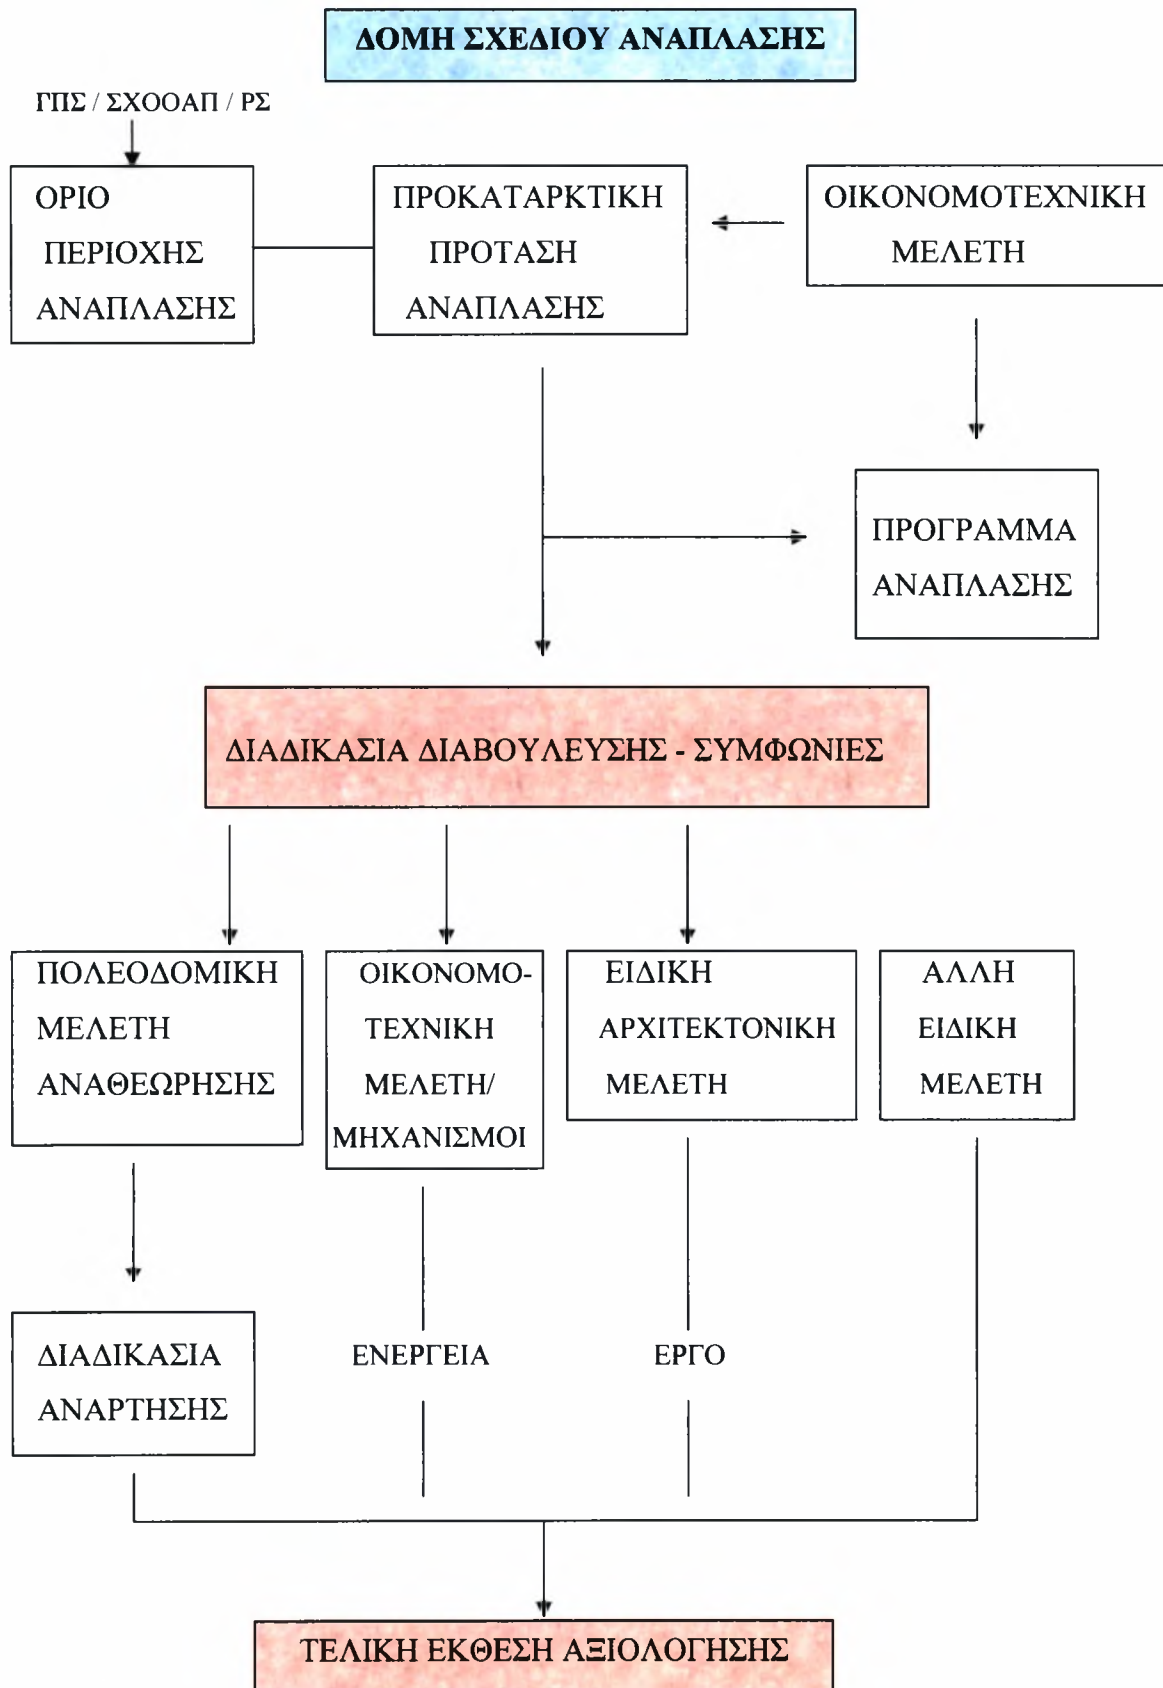 ΔΟΜΗ ΣΧΕΔΙΟΥ ΑΝΑΠΛΑΣΗΣ
ΓΠΣ / ΣΧΟΟΑΠ / ΡΣ
ΟΡΙΟ
ΠΕΡΙΟΧΗΣ
ΑΝΑΠΛΑΣΗΣ
ΠΡΟΚΑΤΑΡΚΤΙΚΗ
ΠΡΟΤΑΣΗ
ΑΝΑΠΛΑΣΗΣ
ΟΙΚΟΝΟΜΟΤΕΧΝΙΚΗ
ΜΕΛΕΤΗ
ΠΡΟΓΡΑΜΜΑ
ΑΝΑΠΛΑΣΗΣ
ΔΙΑΔΙΚΑΣΙΑ ΔΙΑΒΟΥΛΕΥΣΗΣ - ΣΥΜΦΩΝΙΕΣ
ΠΟΛΕΟΔΟΜΙΚΗ
ΜΕΛΕΤΗ
ΑΝΑΘΕΩΡΗΣΗΣ
ΟΙΚΟΝΟΜΟ-
ΤΕΧΝΙΚΗ
ΜΕΛΕΤΗ/
ΜΗΧΑΝΙΣΜΟΙ
ΕΙΔΙΚΗ
ΑΡΧΙΤΕΚΤΟΝΙΚΗ
ΜΕΛΕΤΗ
ΑΛΛΗ
ΕΙΔΙΚΗ
ΜΕΛΕΤΗ
ΔΙΑΔΙΚΑΣΙΑ
ΑΝΑΡΤΗΣΗΣ
ΕΝΕΡΓΕΙΑ
ΕΡΓΟ
ΤΕΛΙΚΗ ΕΚΘΕΣΗ ΑΞΙΟΛΟΓΗΣΗΣ